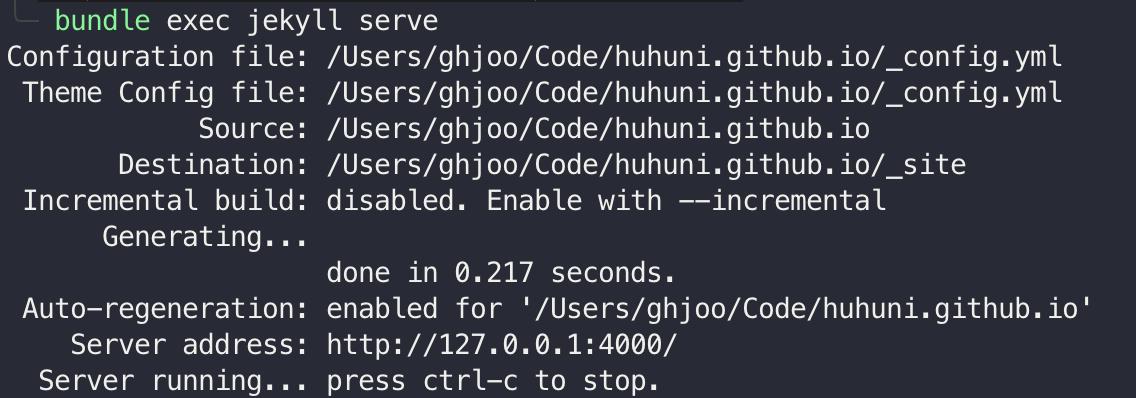 bundle exec jekyll serve
Configuration file: /Users/ghjoo/Code/huhuni.github.io/_config.yml
Theme Config file: /Users/ghjoo/Code/huhuni.github.io/_config.yml
Source: /Users/ghjoo/Code/huhuni.github.io
Destination: /Users/ghjoo/Code/huhuni.github.io/_site
Incremental build: disabled. Enable with --incremental
Generating...
done in 0.217 seconds.
Auto-regeneration: enabled for '/Users/ghjoo/Code/huhuni.github.io'
Server address: http://127.0.0.1:4000/
Server running... press ctrl-c to stop.